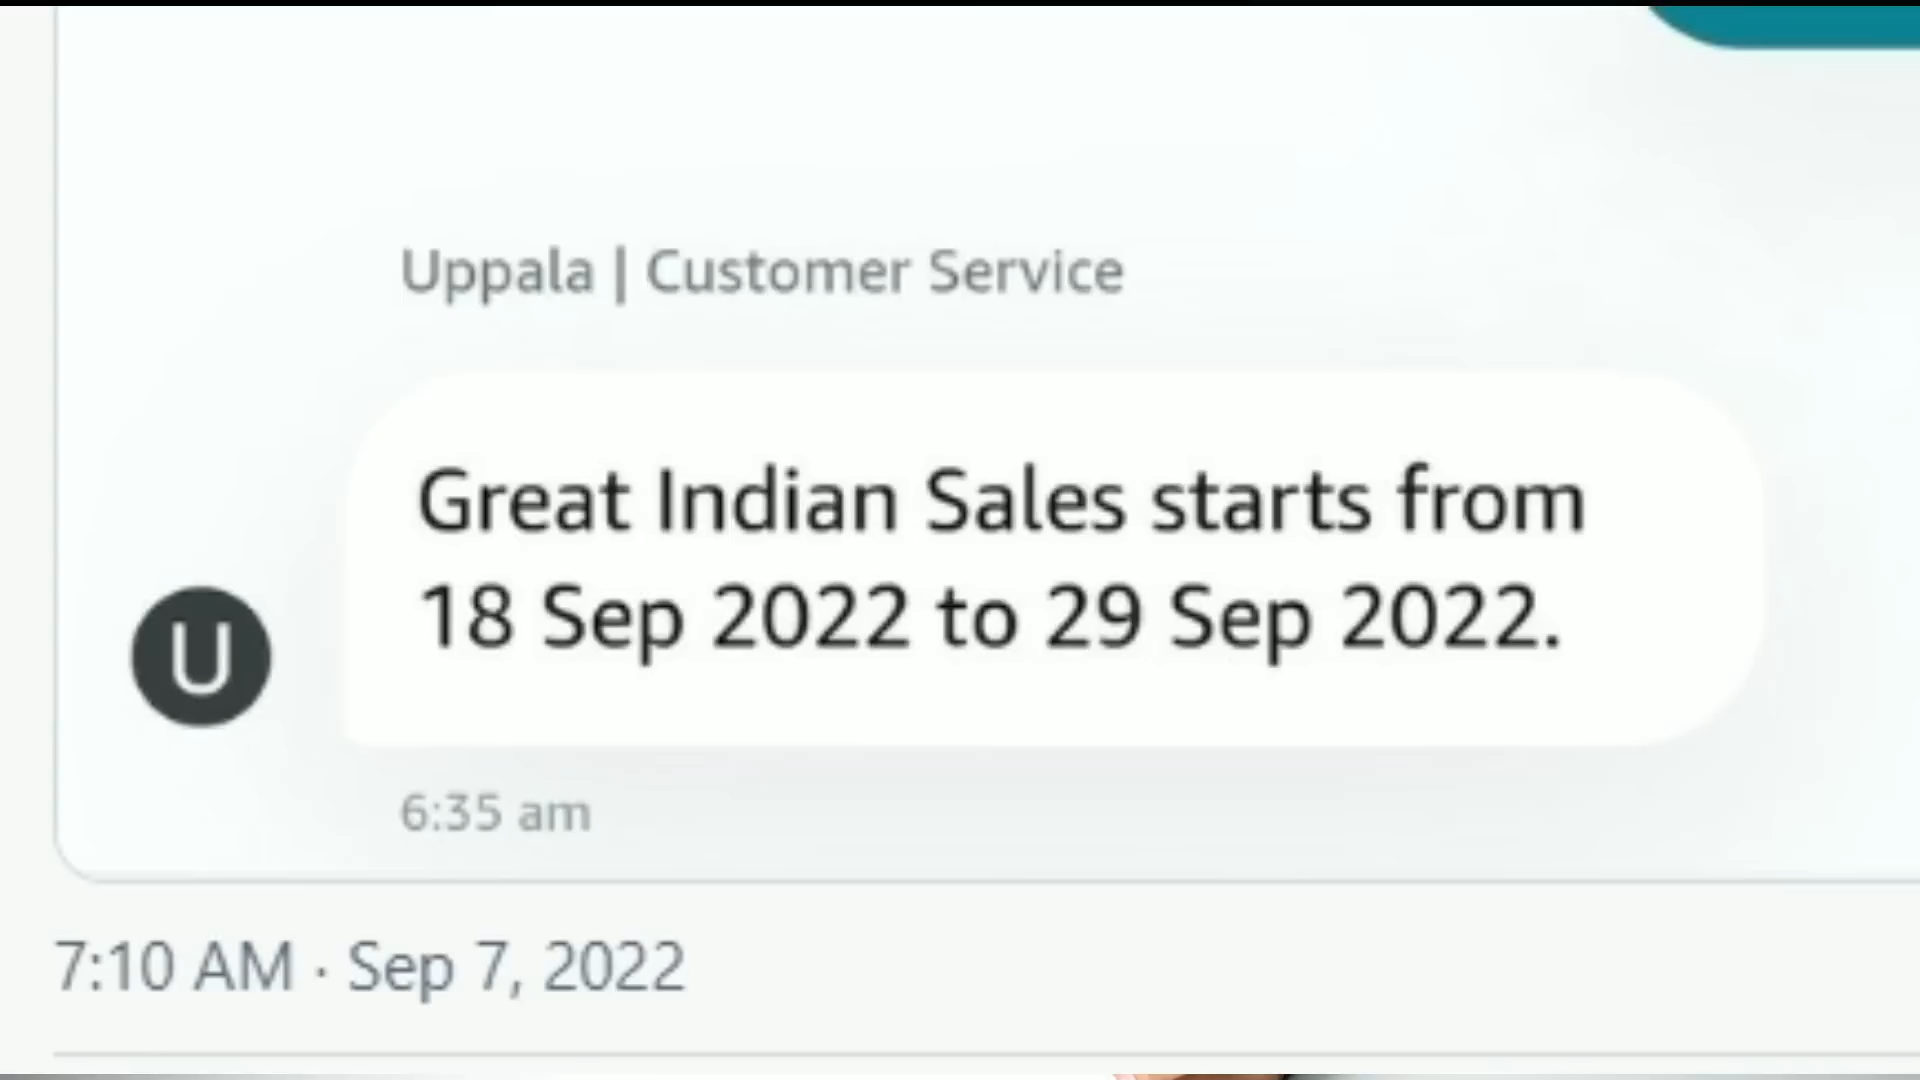 Uppala | Customer Service
Great Indian Sales starts from
18 Sep 2022 to 29 Sep 2022.
U
6:35 am
7:10 AM · Sep 7, 2022